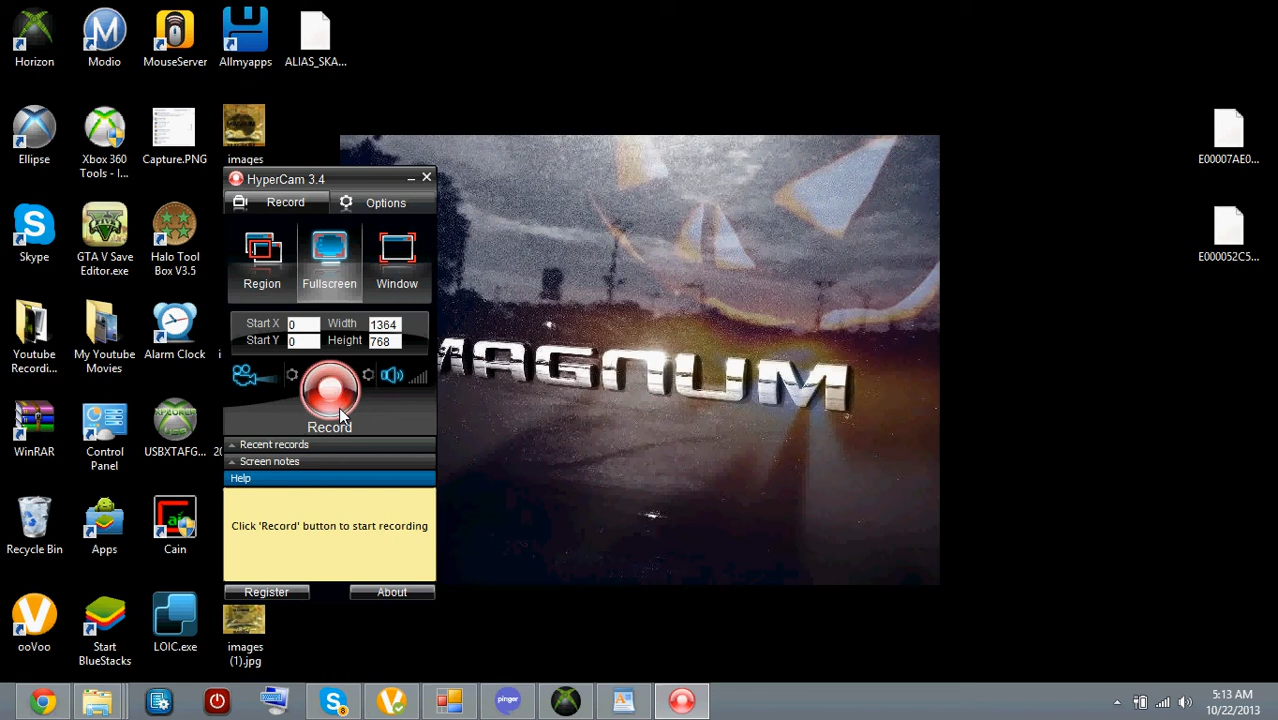 Horizon
Modio
MouseServer
Allmyapps
ALIAS_SKA...
Ellipse
Xbox 360
Tools - I...
Capture.PNG
images
E00007AE0...
HyperCam 3.4
Record
Options
Region
Fullscreen
Window
Skype
GTA V Save
Editor.exe
Halo Tool
Box V3.5
E000052C5...
Start X 0 Width 1364
Start Y 0 Height 768
Youtube
Recordi...
My Youtube
Movies
Alarm Clock
MAGNUM
Record
Recent records
Screen notes
Help
WinRAR
Control
Panel
USBXTAFG...
Click 'Record' button to start recording
Recycle Bin
Apps
Cain
Register
About
ooVoo
Start
BlueStacks
LOIC.exe
images
(1).jpg
8
pinger
5:13 AM
10/22/2013